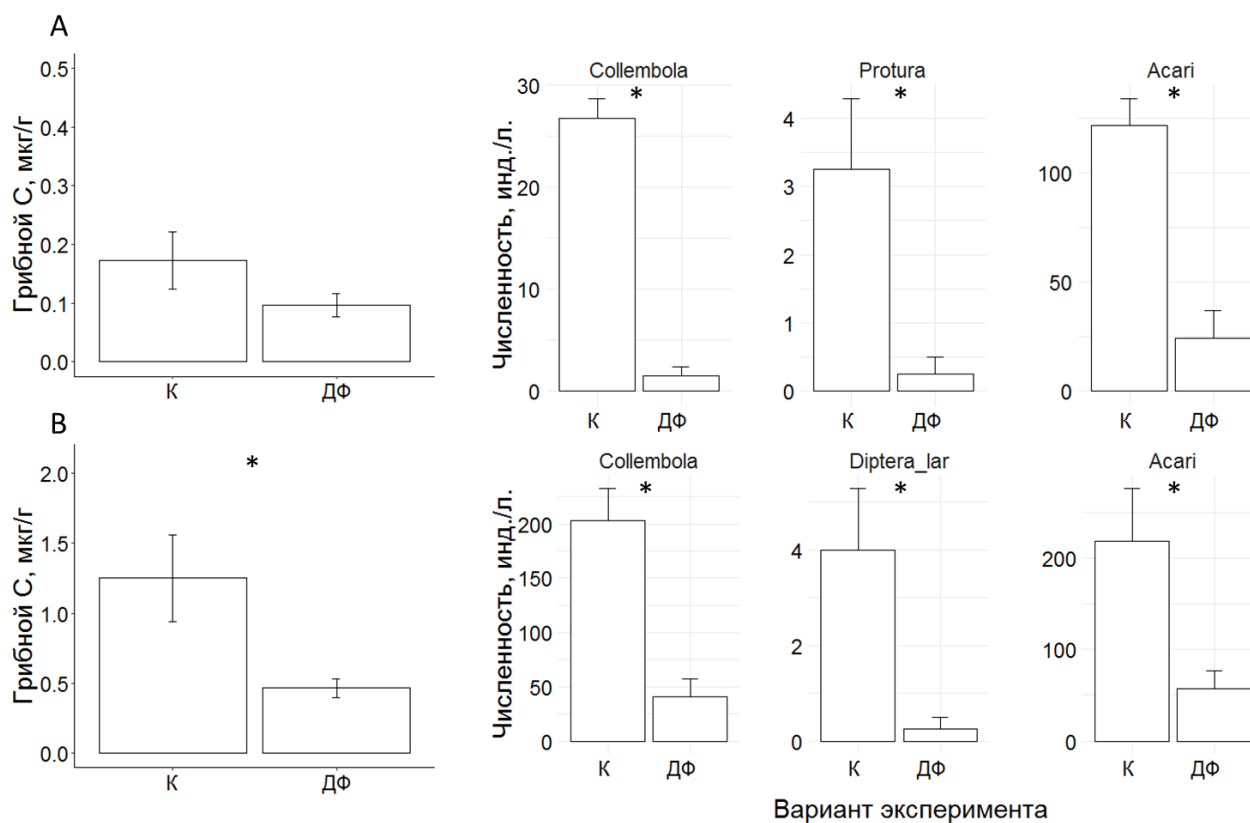 A
Грибной С, мкг/г
0.5
0.4
0.3
0.2
0.1
0.0
К ДФ
Численность, инд./л.
Collembola
*
30
20
10
0
К ДФ
Protura
*
4
3
2
1
0
К ДФ
Acari
*
100
50
0
К ДФ
B
Грибной С, мкг/г
*
2.0
1.5
1.0
0.5
0.0
К ДФ
Численность, инд./л.
Collembola
*
200
150
100
50
0
К ДФ
Diptera_lar
*
4
2
0
К ДФ
Acari
*
200
100
0
К ДФ
Вариант эксперимента